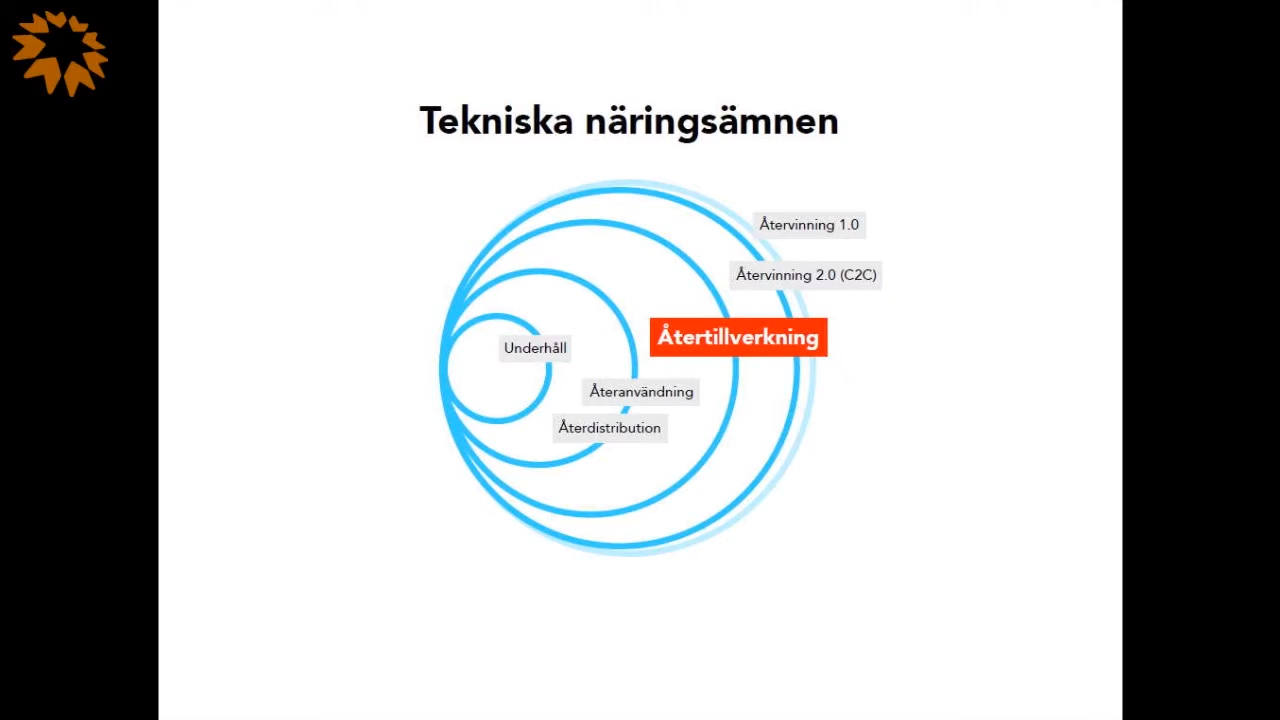 Tekniska näringsämnen
Återvinning 1.0
Återvinning 2.0 (C2C)
Återtillverkning
Underhåll
Återanvändning
Återdistribution